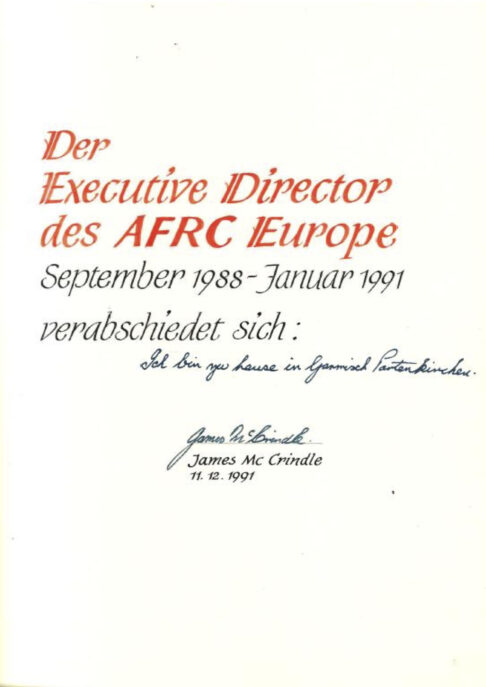 Der
Executive Director
des AFRC Europe
September 1988 - Januar 1991
verabschiedet sich:
Ich bin zu hause in Garmisch Partenkirchen.
James McCrindle
James Mc Crindle
11.12.1991